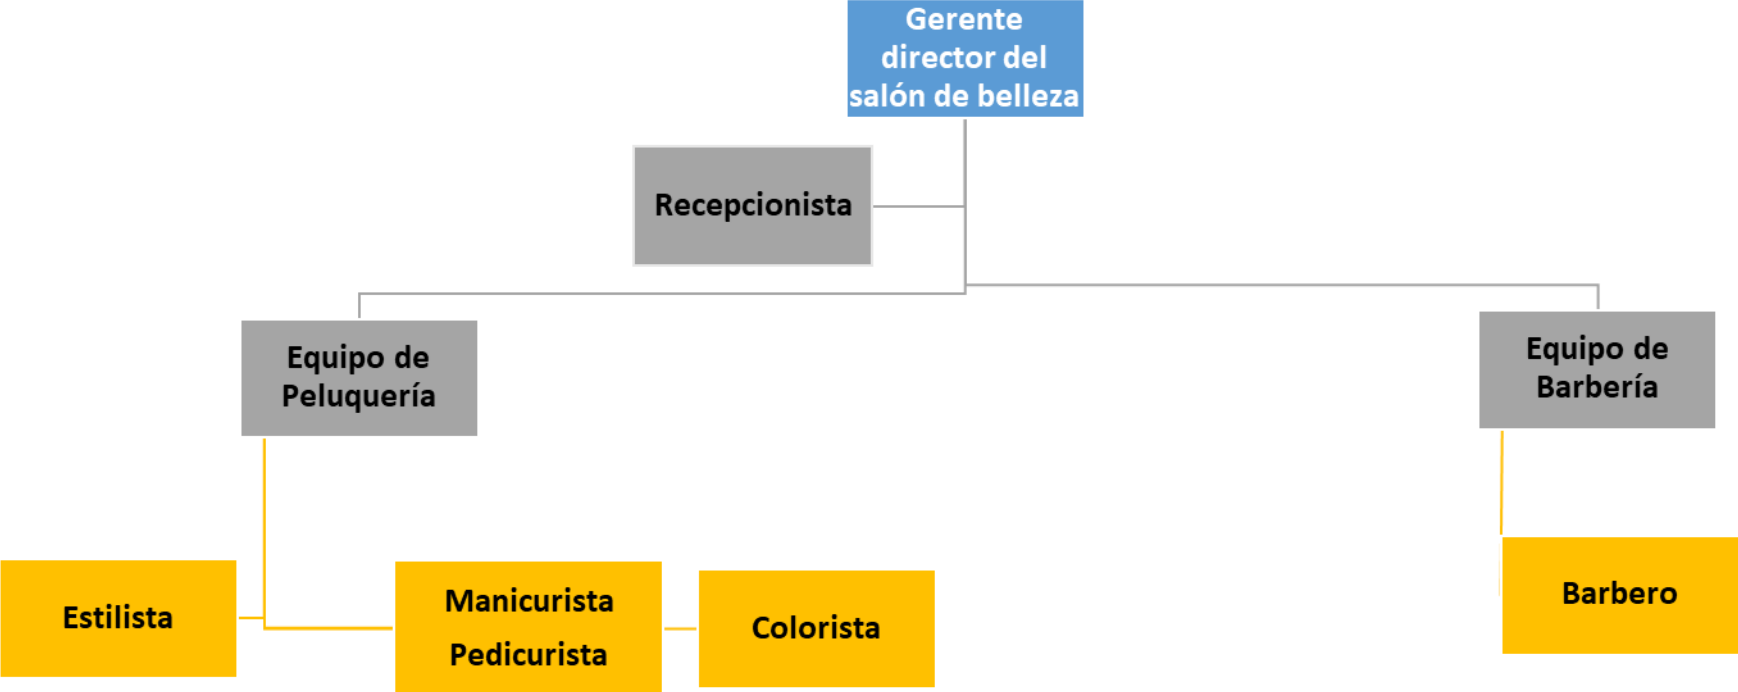 Gerente
director del
salón de belleza
Recepcionista
Equipo de
Peluquería
Equipo de
Barbería
Estilista
Manicurista
Pedicurista
Colorista
Barbero